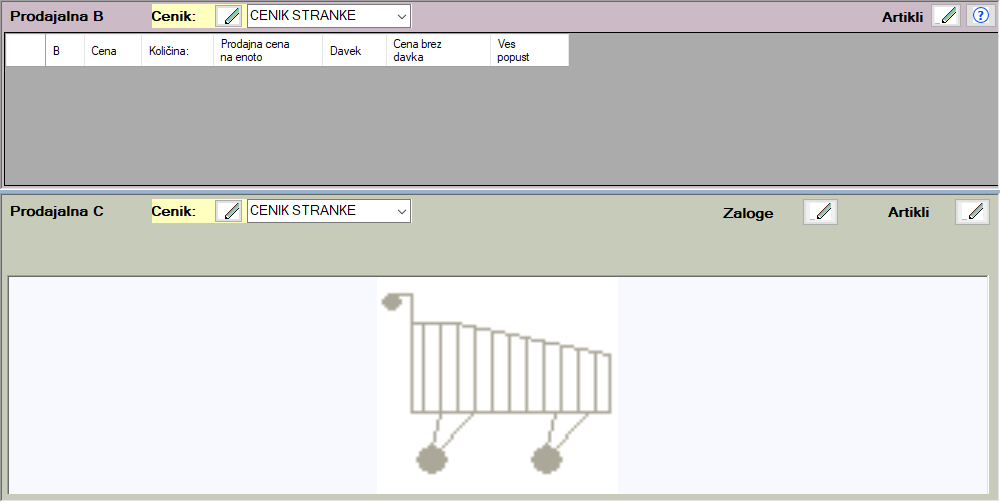 Prodajalna B Cenik: CENIK STRANKE Artikli
B Cena Količina: Prodajna cena na enoto Davek Cena brez davka Ves popust
Prodajalna C Cenik: CENIK STRANKE Zaloge Artikli